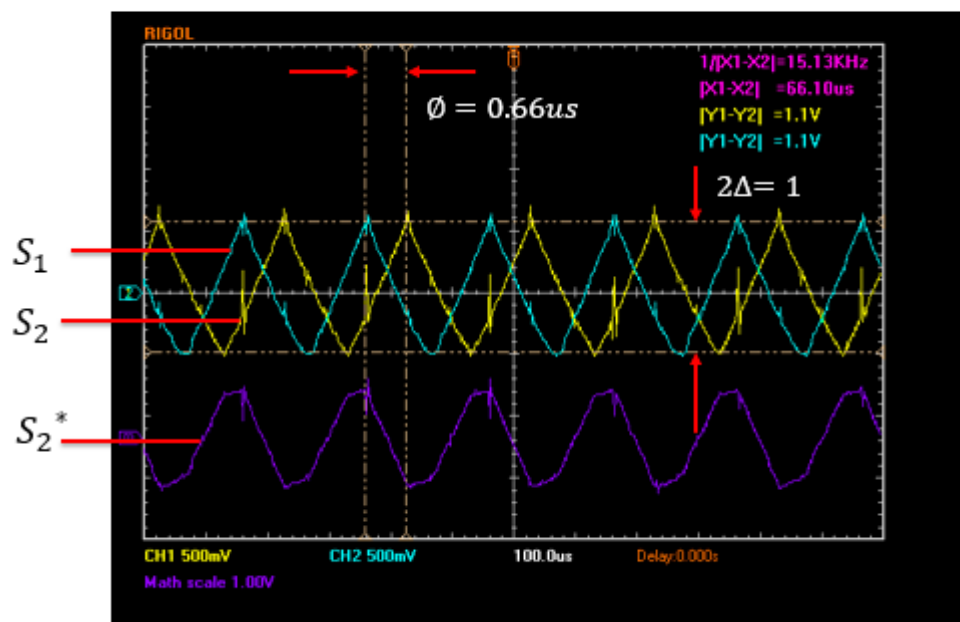 RIGOL
1/|X1-X2|=15.13KHz
|X1-X2| =66.10us
∅ = 0.66us
|Y1-Y2| =1.1V
|Y1-Y2| =1.1V
2Δ= 1
S₁
S₂
S₂*
CH1 500mV CH2 500mV 100.0us Delay:0.000s
Math scale 1.00V